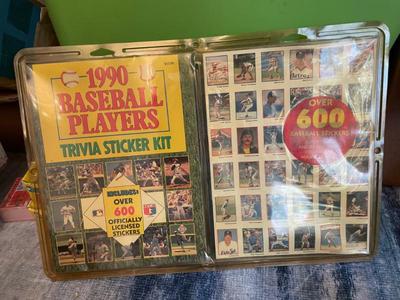 1990
BASEBALL
PLAYERS
TRIVIA STICKER KIT
INCLUDES:
OVER
600
OFFICIALLY
LICENSED
STICKERS
OVER
600
BASEBALL STICKERS